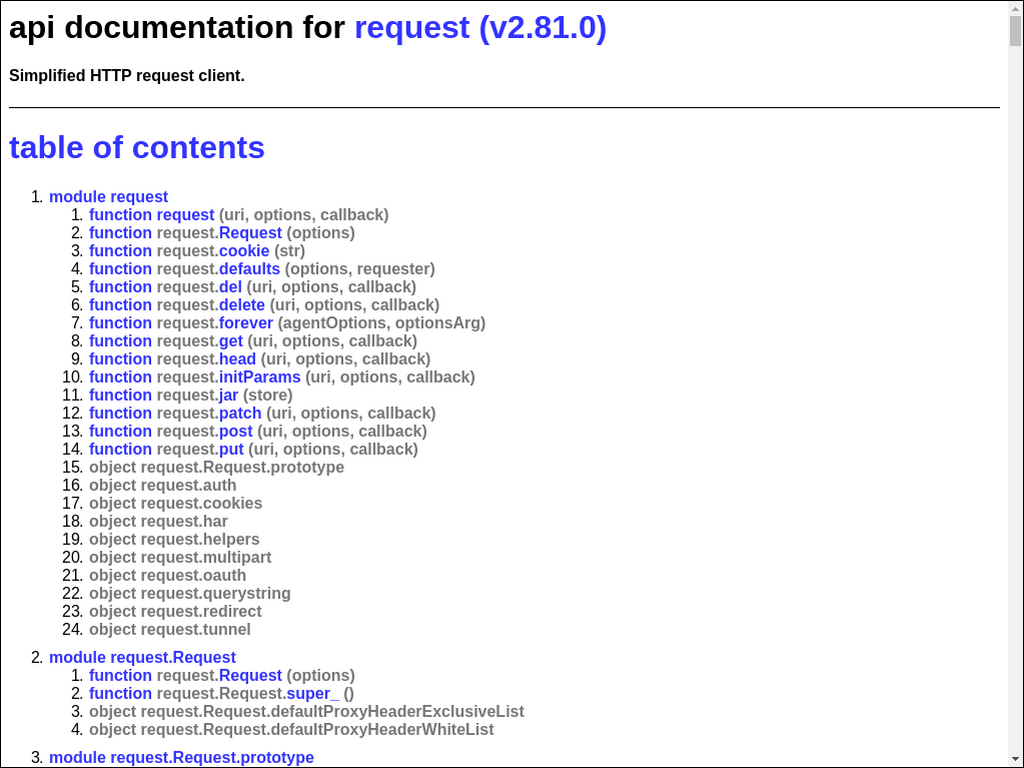 api documentation for request (v2.81.0)
Simplified HTTP request client.
table of contents
1. module request
1. function request (uri, options, callback)
2. function request.Request (options)
3. function request.cookie (str)
4. function request.defaults (options, requester)
5. function request.del (uri, options, callback)
6. function request.delete (uri, options, callback)
7. function request.forever (agentOptions, optionsArg)
8. function request.get (uri, options, callback)
9. function request.head (uri, options, callback)
10. function request.initParams (uri, options, callback)
11. function request.jar (store)
12. function request.patch (uri, options, callback)
13. function request.post (uri, options, callback)
14. function request.put (uri, options, callback)
15. object request.Request.prototype
16. object request.auth
17. object request.cookies
18. object request.har
19. object request.helpers
20. object request.multipart
21. object request.oauth
22. object request.querystring
23. object request.redirect
24. object request.tunnel
2. module request.Request
1. function request.Request (options)
2. function request.Request.super_ ()
3. object request.Request.defaultProxyHeaderExclusiveList
4. object request.Request.defaultProxyHeaderWhiteList
3. module request.Request.prototype